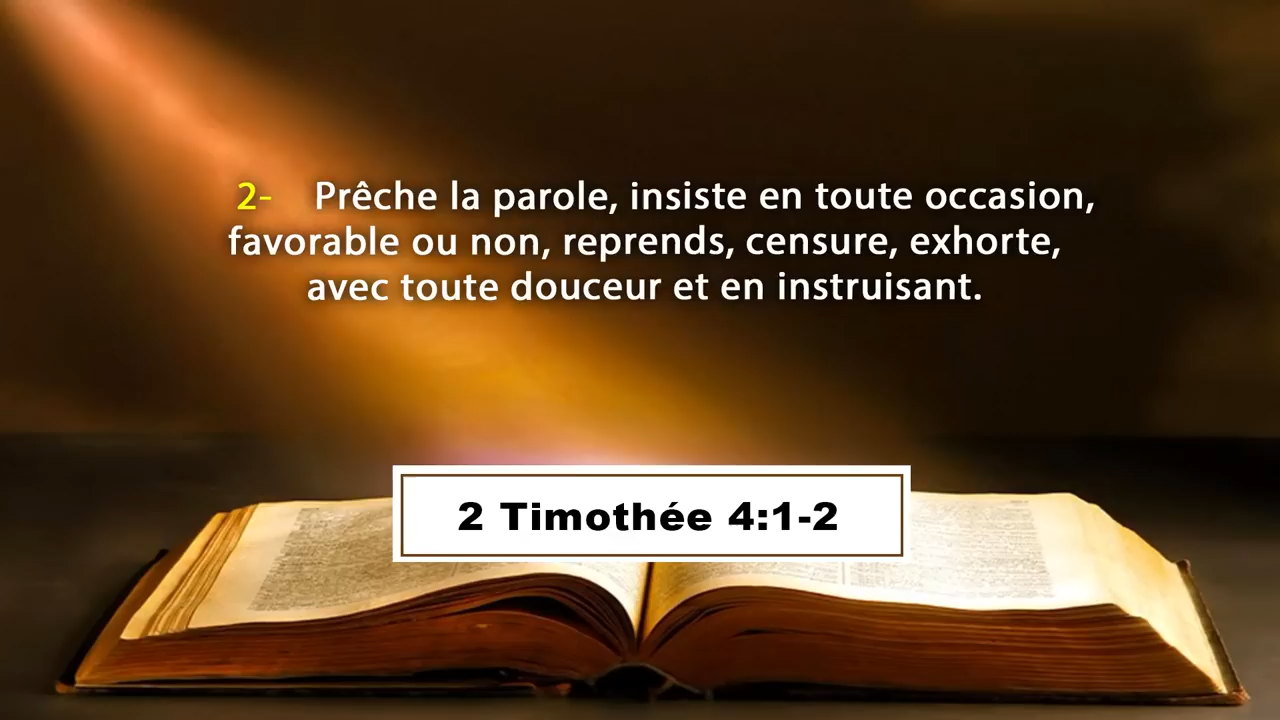 2- Prêche la parole, insiste en toute occasion,
favorable ou non, reprends, censure, exhorte,
avec toute douceur et en instruisant.
2 Timothée 4:1-2